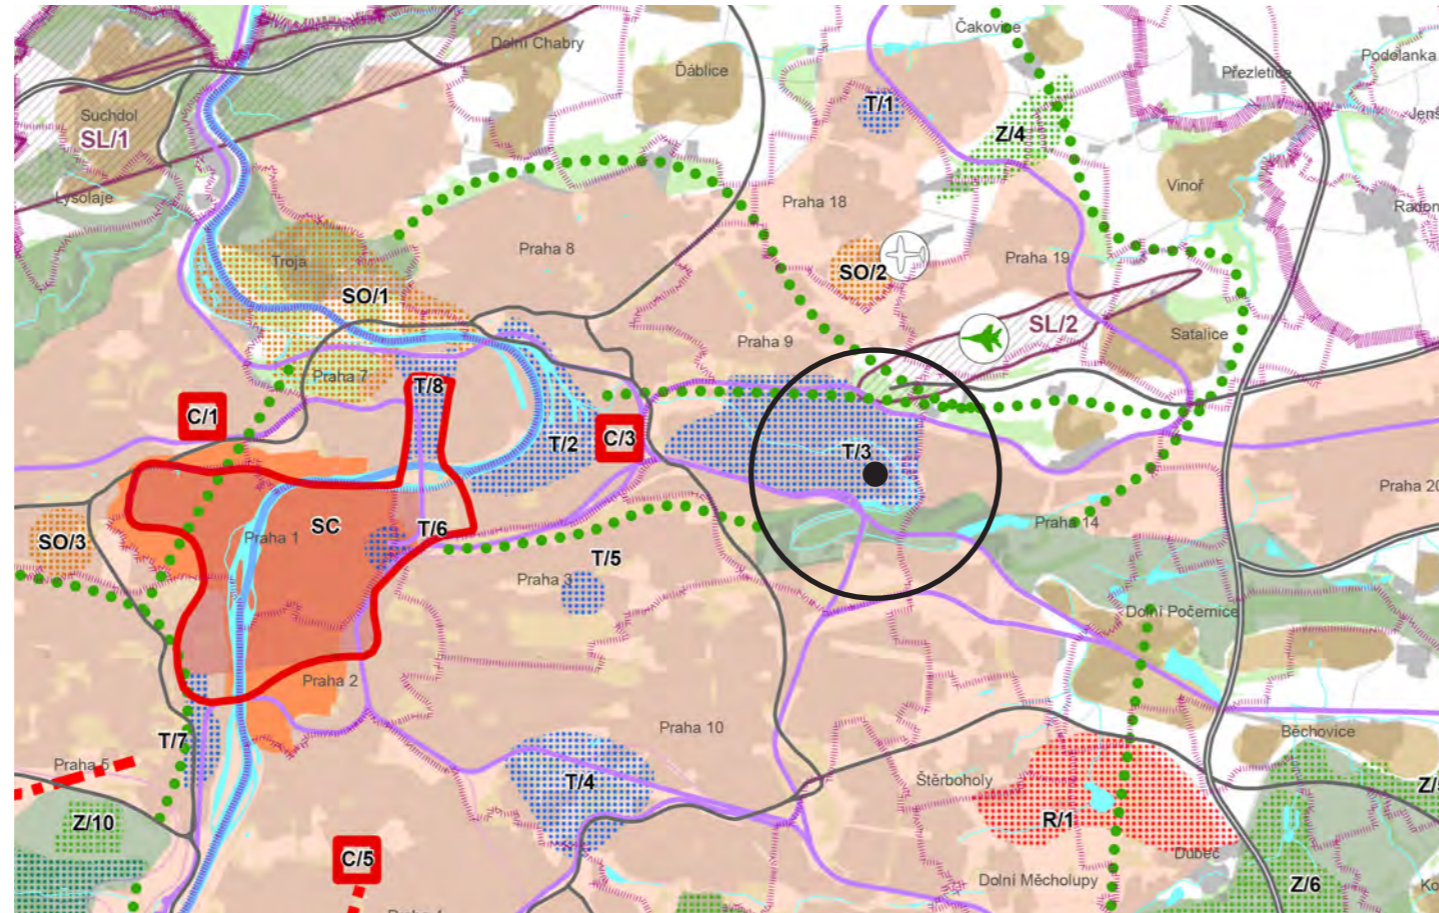 Čakovice
Dolní Chabry
Podolanka
Ďáblice
Přezletice
T/1
Suchdol
Z/4
SL/1
Vinoř
Lysolaje
Praha 18
Praha 8
Praha 19
Troja
SO/2
SO/1
SL/2
Satalice
Praha 9
Praha 7
T/8
C/1
C/3
T/2
T/3
Praha 20
SC
T/6
Praha 14
Praha 1
SO/3
T/5
Praha 3
Dolní Počernice
Praha 2
Praha 10
Běchovice
T/7
Praha 5
Štěrboholy
T/4
Z/10
R/1
C/5
Dubeč
Dolní Měcholupy
Z/6